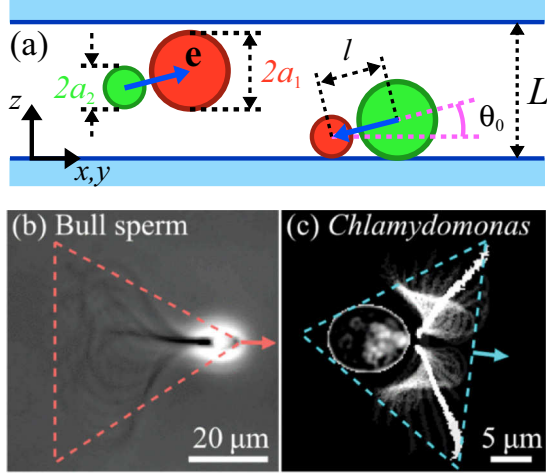 (a)
e
2a₂
2a₁
l
L
z
θ₀
x,y
(b) Bull sperm
(c) Chlamydomonas
20 μm
5 μm